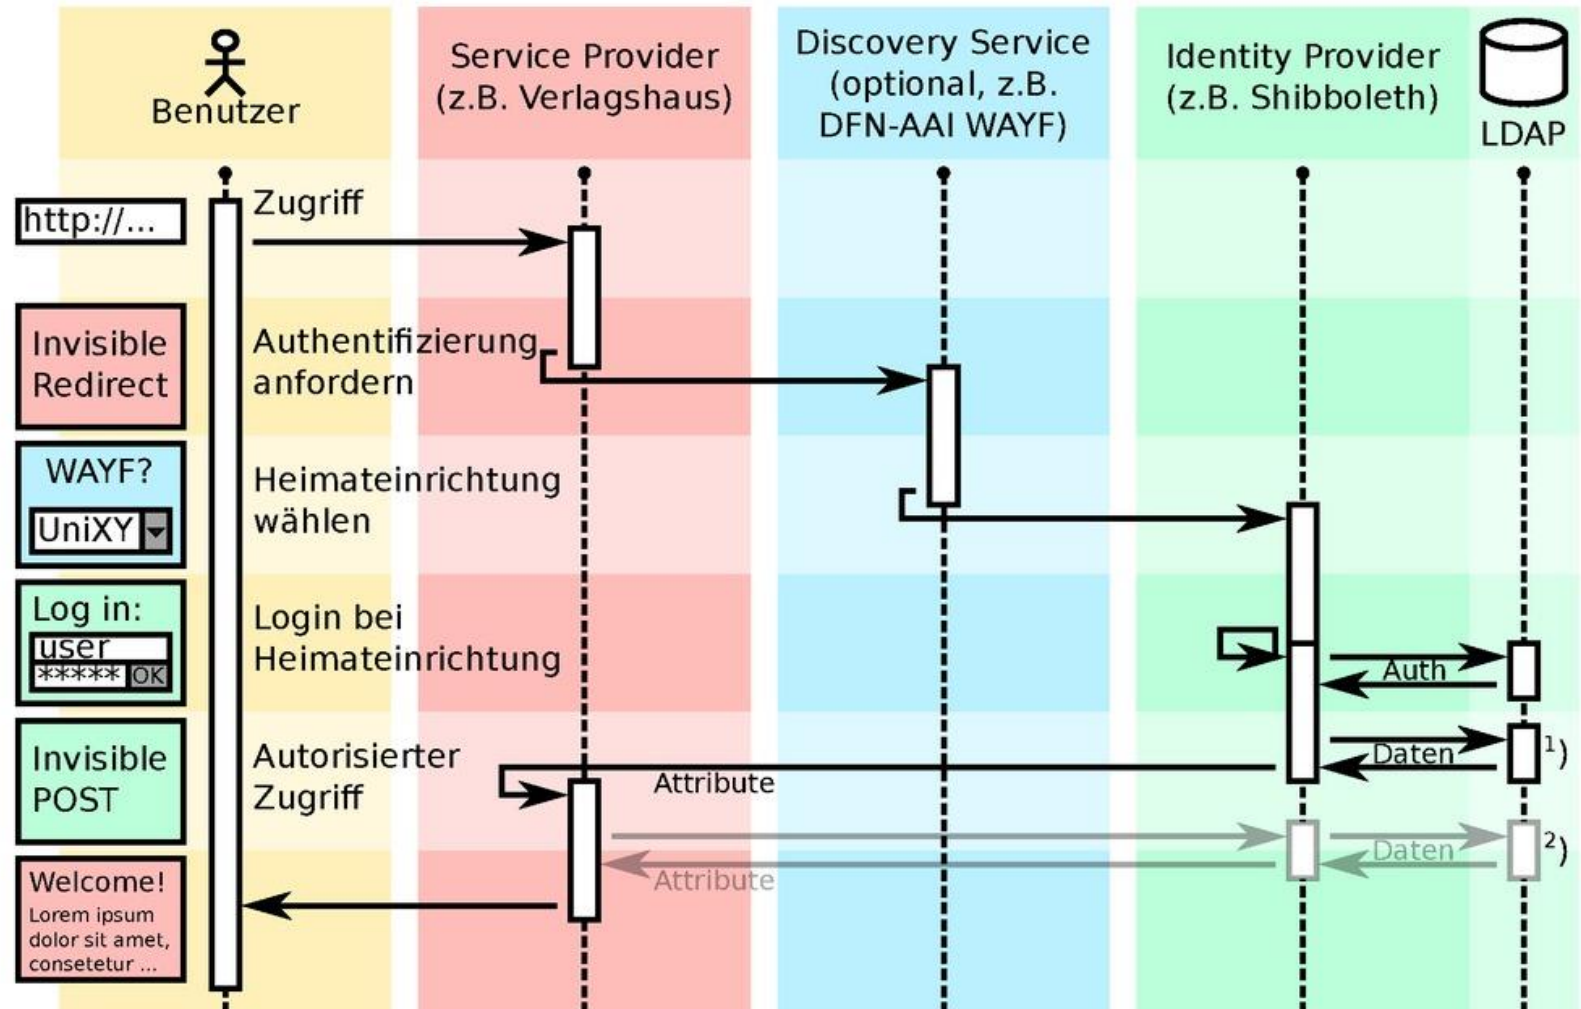 Benutzer
Service Provider
(z.B. Verlagshaus)
Discovery Service
(optional, z.B.
DFN-AAI WAYF)
Identity Provider
(z.B. Shibboleth)
LDAP
http://...
Zugriff
Invisible
Redirect
Authentifizierung
anfordern
WAYF?
UniXY
Heimateinrichtung
wählen
Log in:
user
*****
OK
Login bei
Heimateinrichtung
Auth
Invisible
POST
Autorisierter
Zugriff
Attribute
Daten
1)
Attribute
Daten
2)
Welcome!
Lorem ipsum
dolor sit amet,
consetetur ...